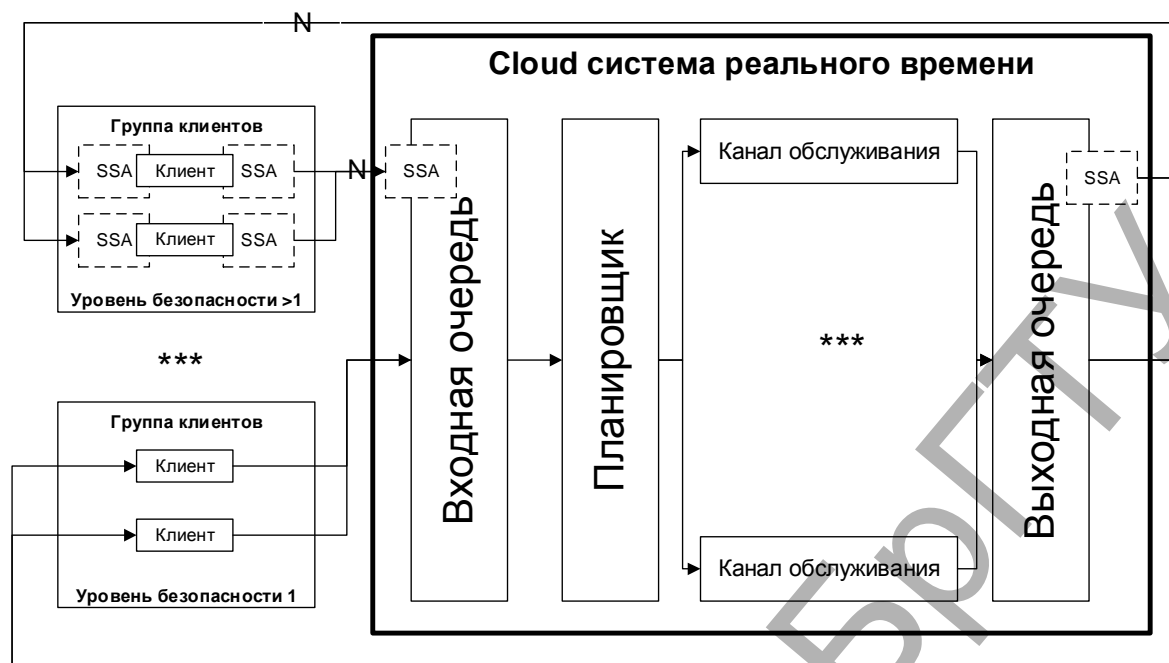 N
Cloud система реального времени
Группа клиентов
SSA Клиент SSA
SSA Клиент SSA
Уровень безопасности >1
N
***
Группа клиентов
Клиент
Клиент
Уровень безопасности 1
SSA
Входная очередь
Планировщик
Канал обслуживания
***
Канал обслуживания
SSA
Выходная очередь
БрГТУ